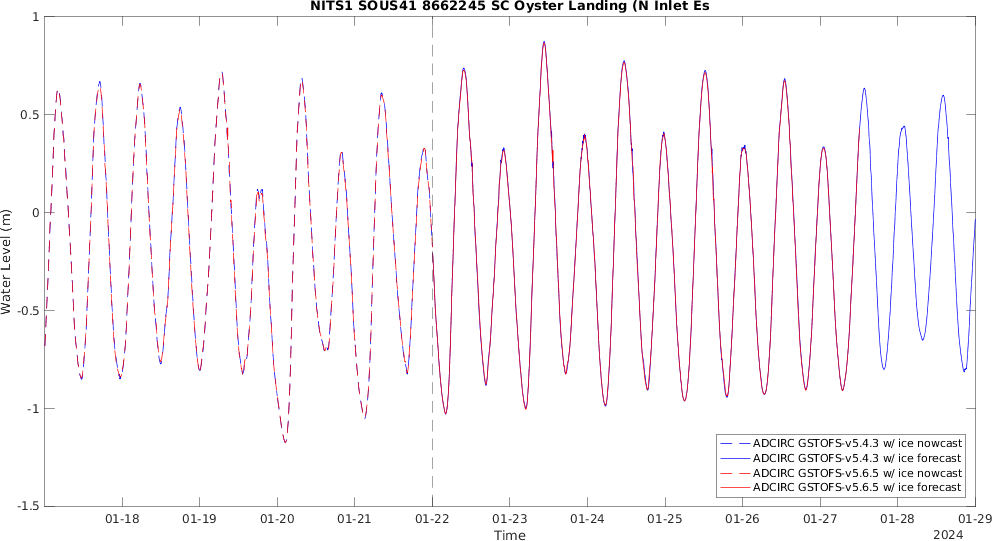 NITS1 SOUS41 8662245 SC Oyster Landing (N Inlet Es
Water Level (m)
1
0.5
0
-0.5
-1
-1.5
01-18 01-19 01-20 01-21 01-22 01-23 01-24 01-25 01-26 01-27 01-28 01-29
Time
2024
ADCIRC GSTOFS-v5.4.3 w/ ice nowcast
ADCIRC GSTOFS-v5.4.3 w/ ice forecast
ADCIRC GSTOFS-v5.6.5 w/ ice nowcast
ADCIRC GSTOFS-v5.6.5 w/ ice forecast